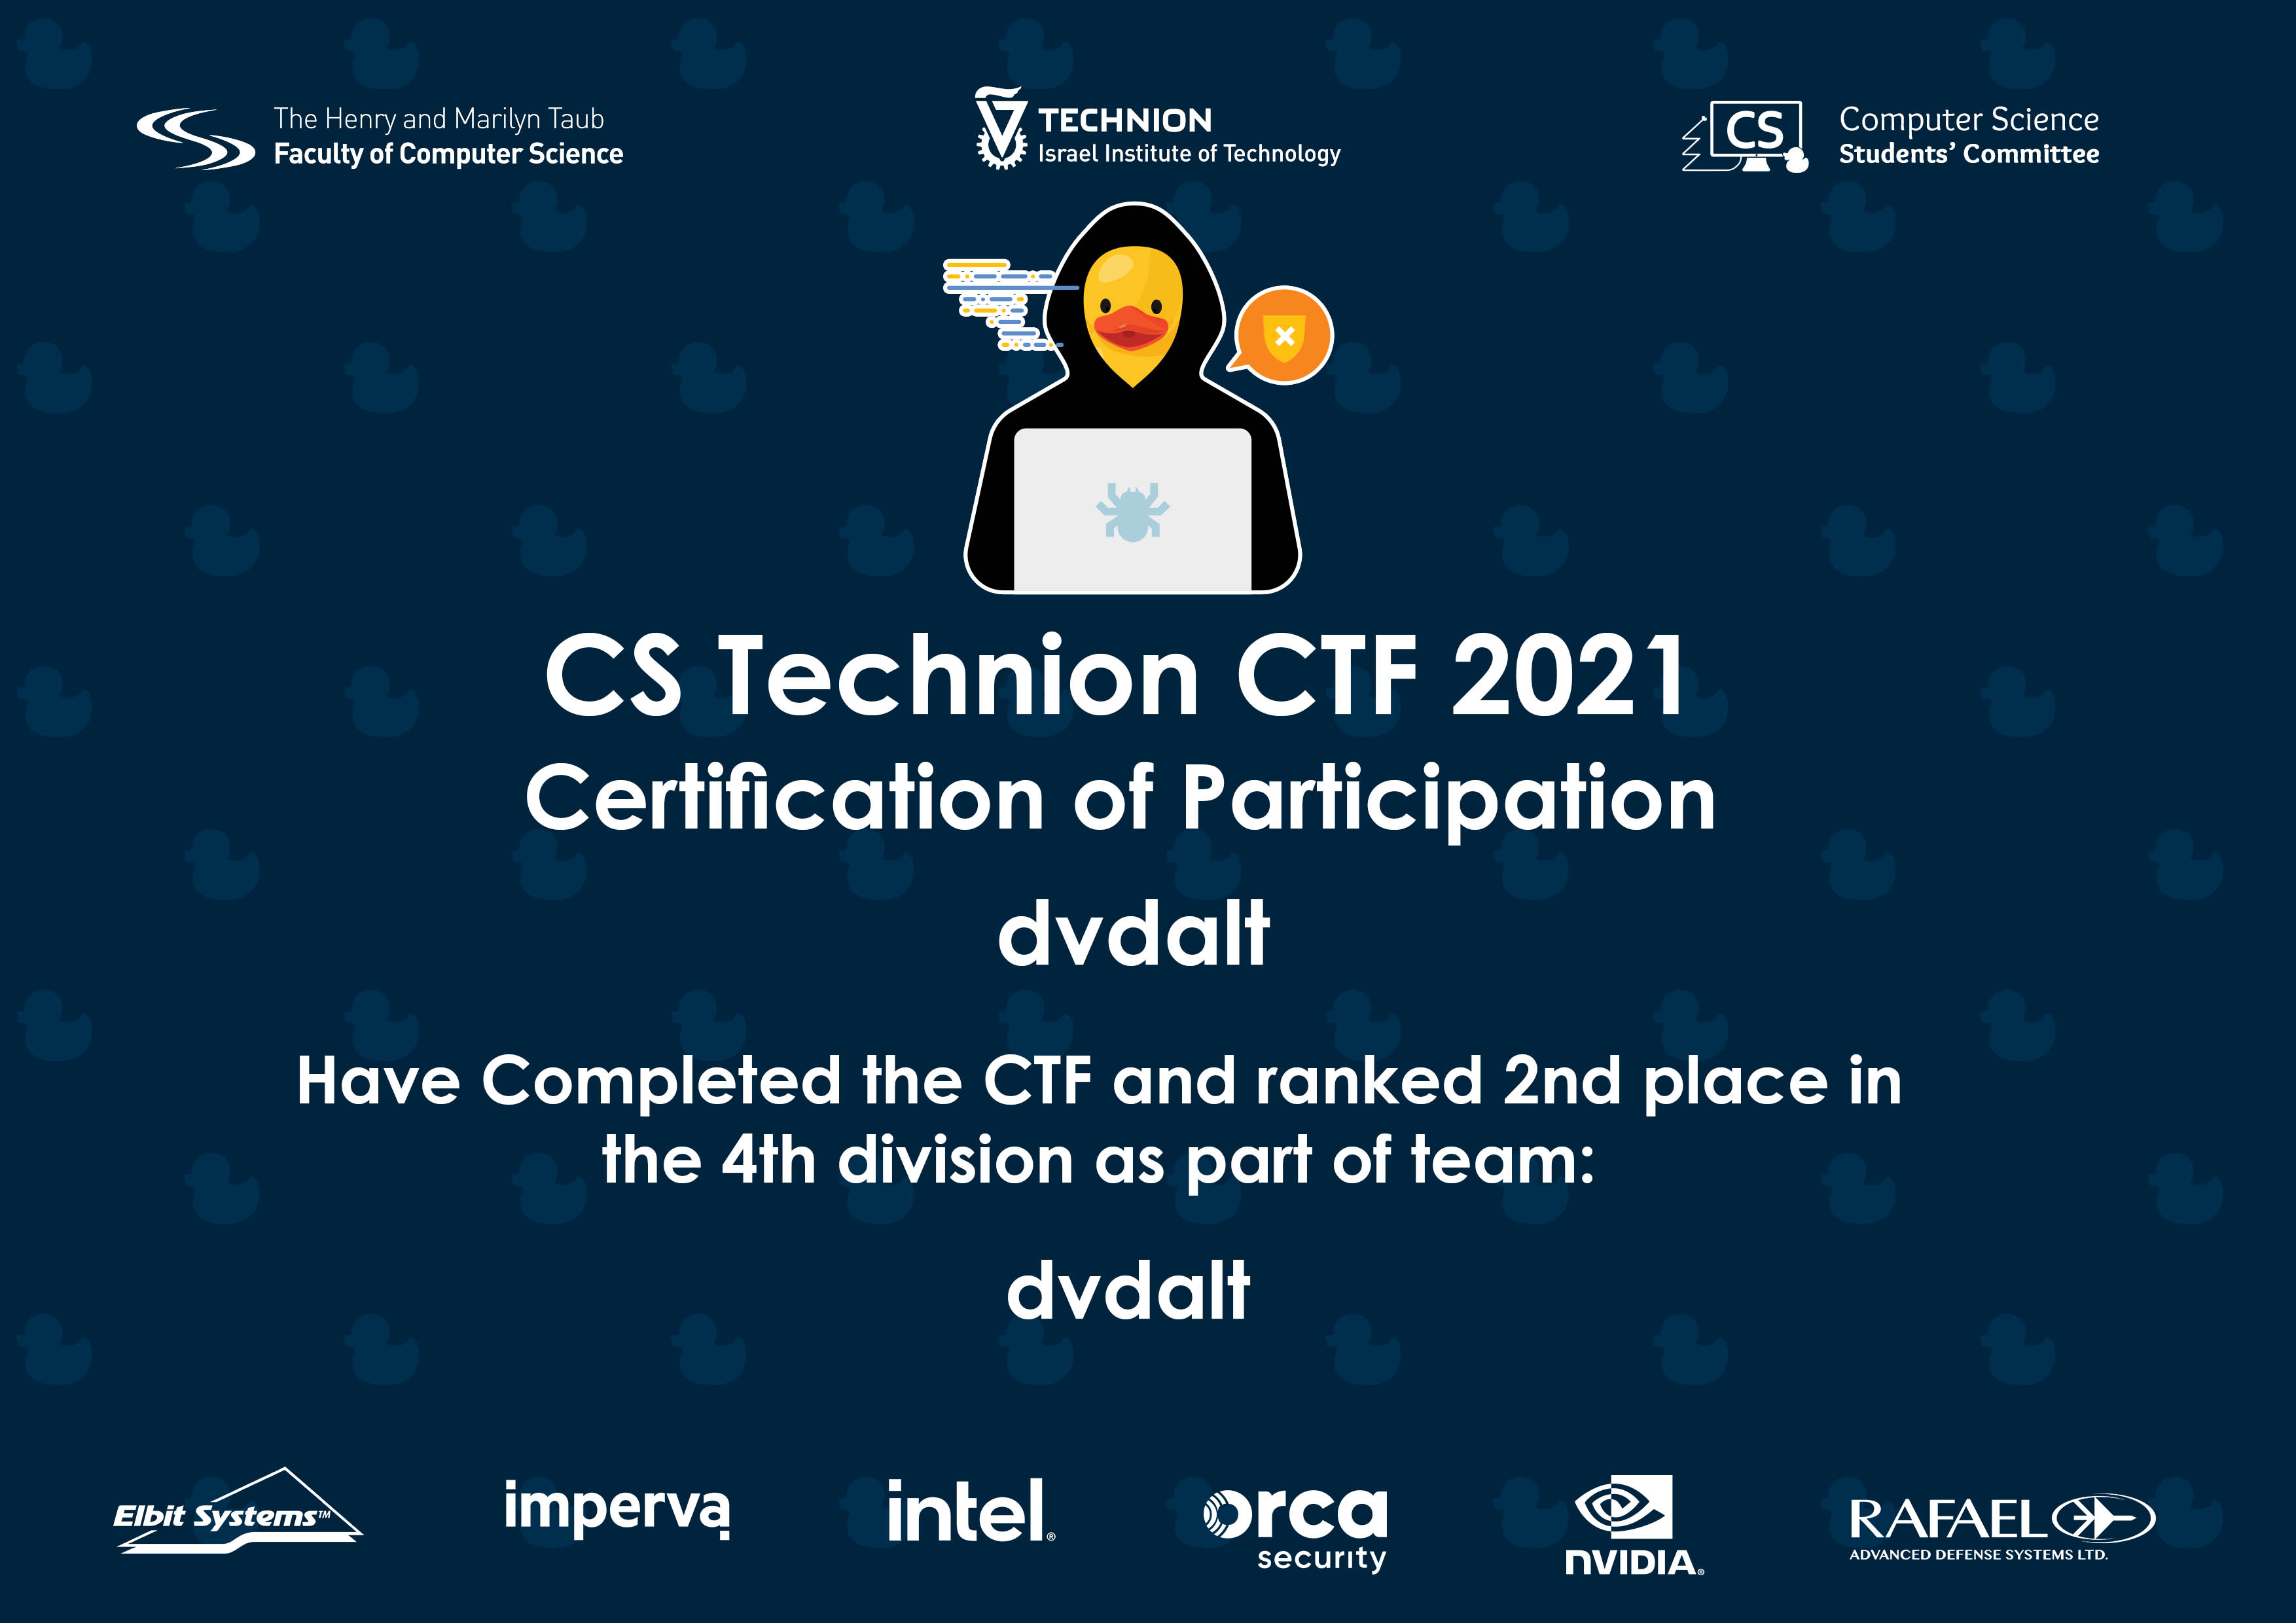 The Henry and Marilyn Taub
Faculty of Computer Science
TECHNION
Israel Institute of Technology
CS
Computer Science
Students' Committee
CS Technion CTF 2021
Certification of Participation
dvdalt
Have Completed the CTF and ranked 2nd place in
the 4th division as part of team:
dvdalt
Elbit Systems™
imperva
intel®
orca
security
NVIDIA®
RAFAEL
ADVANCED DEFENSE SYSTEMS LTD.